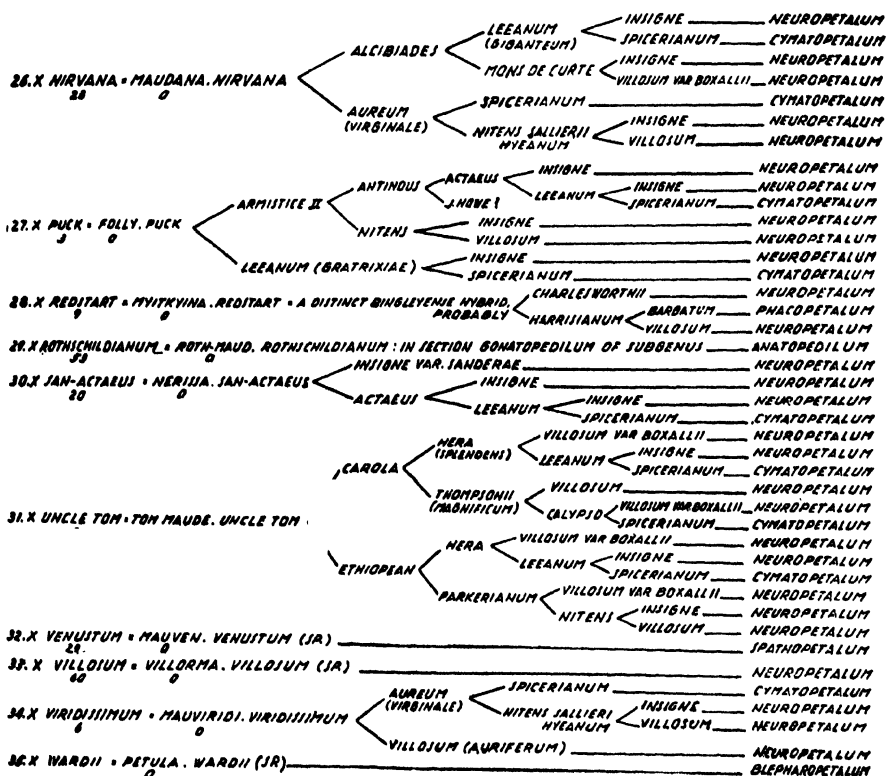 INSIGNE NEUROPETALUM
LEEANUM (GIGANTEUM) SPICERIANUM CYMATOPETALUM
ALCIBIADES INSIGNE NEUROPETALUM
MONS DE CURTE VILLOSUM VAR BOXALLII NEUROPETALUM
26. X NIRVANA = MAUDANA. NIRVANA
28 0
SPICERIANUM CYMATOPETALUM
AUREUM (VIRGINALE) INSIGNE NEUROPETALUM
NITENS SALLIERII HYEANUM VILLOSUM NEUROPETALUM
INSIGNE NEUROPETALUM
ACTAEUS INSIGNE NEUROPETALUM
ANTINOUS LEEANUM SPICERIANUM CYMATOPETALUM
J. HOWE?
ARMISTICE II INSIGNE NEUROPETALUM
NITENS VILLOSUM NEUROPETALUM
27. X PUCK = FOLLY. PUCK
3 0
INSIGNE NEUROPETALUM
LEEANUM (GRATRIXIAE) SPICERIANUM CYMATOPETALUM
CHARLESWORTHII NEUROPETALUM
28. X REDSTART = MYITKYINA. REDSTART = A DISTINCT BINGLEYENSE HYBRID, PROBABLY
9 0
BARBATUM PHACOPETALUM
HARRISIANUM VILLOSUM NEUROPETALUM
29. X ROTHSCHILDIANUM = ROTH-MAUD. ROTHSCHILDIANUM: IN SECTION GONATOPEDILUM OF SUBGENUS ANATOPEDILUM
53 0
INSIGNE VAR. SANDERAE NEUROPETALUM
30. X SAN-ACTAEUS = NERISSA. SAN-ACTAEUS
20 0
INSIGNE NEUROPETALUM
ACTAEUS INSIGNE NEUROPETALUM
LEEANUM SPICERIANUM CYMATOPETALUM
HERA (SPLENDENS) VILLOSUM VAR BOXALLII NEUROPETALUM
INSIGNE NEUROPETALUM
LEEANUM SPICERIANUM CYMATOPETALUM
CAROLA
THOMPSONII (MAGNIFICUM) VILLOSUM NEUROPETALUM
VILLOSUM VAR BOXALLII NEUROPETALUM
CALYPSO SPICERIANUM CYMATOPETALUM
31. X UNCLE TOM = TOM MAUDE. UNCLE TOM
HERA VILLOSUM VAR BOXALLII NEUROPETALUM
INSIGNE NEUROPETALUM
LEEANUM SPICERIANUM CYMATOPETALUM
ETHIOPEAN
VILLOSUM VAR BOXALLII NEUROPETALUM
PARKERIANUM INSIGNE NEUROPETALUM
NITENS VILLOSUM NEUROPETALUM
32. X VENUSTUM = MAUVEN. VENUSTUM (SP.) SPATHOPETALUM
0
33. X VILLOSUM = VILLORMA. VILLOSUM (SP.) NEUROPETALUM
60 0
AUREUM (VIRGINALE) SPICERIANUM CYMATOPETALUM
INSIGNE NEUROPETALUM
NITENS SALLIERI HYEANUM VILLOSUM NEUROPETALUM
34. X VIRIDISSIMUM = MAUVIRIDI. VIRIDISSIMUM
6 0
VILLOSUM (AURIFERUM) NEUROPETALUM
35. X WARDII = PETULA. WARDII (SP.) BLEPHAROPETALUM
0